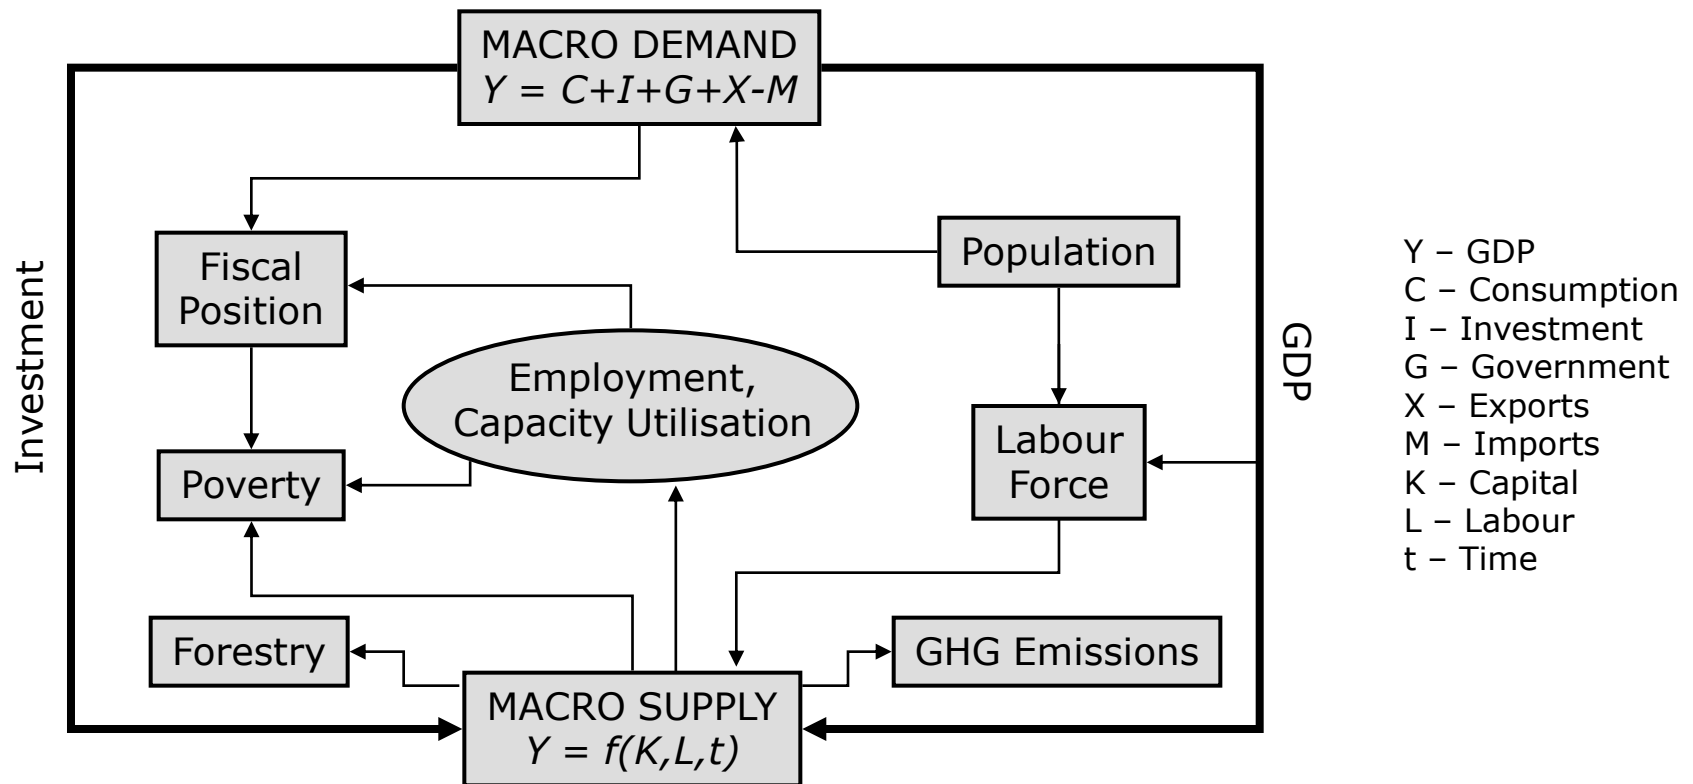 MACRO DEMAND
Y = C+I+G+X-M
Investment
Fiscal
Position
Population
GDP
Employment,
Capacity Utilisation
Labour
Force
Poverty
Forestry
GHG Emissions
MACRO SUPPLY
Y = f(K,L,t)
Y – GDP
C – Consumption
I – Investment
G – Government
X – Exports
M – Imports
K – Capital
L – Labour
t – Time